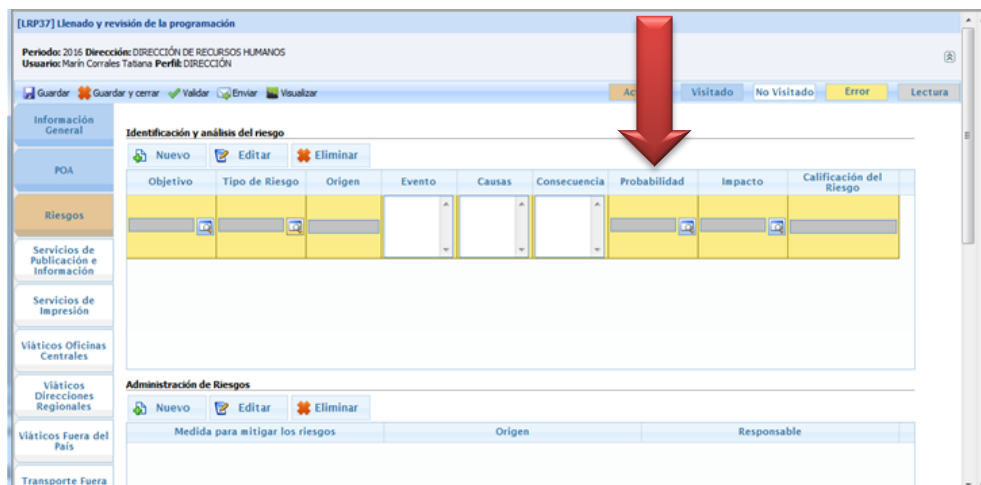 [LRP37] Llenado y revisión de la programación
Periodo: 2016 Dirección: DIRECCIÓN DE RECURSOS HUMANOS
Usuario: Marín Corrales Tatiana Perfil: DIRECCIÓN
Guardar Guardar y cerrar Validar Enviar Visualizar
Visitado No Visitado Error Lectura
Información
General
POA
Riesgos
Servicios de
Publicación e
Información
Servicios de
Impresión
Viáticos Oficinas
Centrales
Viáticos
Direcciones
Regionales
Viáticos Fuera del
País
Transporte Fuera
Identificación y análisis del riesgo
Nuevo Editar Eliminar
Objetivo Tipo de Riesgo Origen Evento Causas Consecuencia Probabilidad Impacto Calificación del
Riesgo
Administración de Riesgos
Nuevo Editar Eliminar
Medida para mitigar los riesgos Origen Responsable